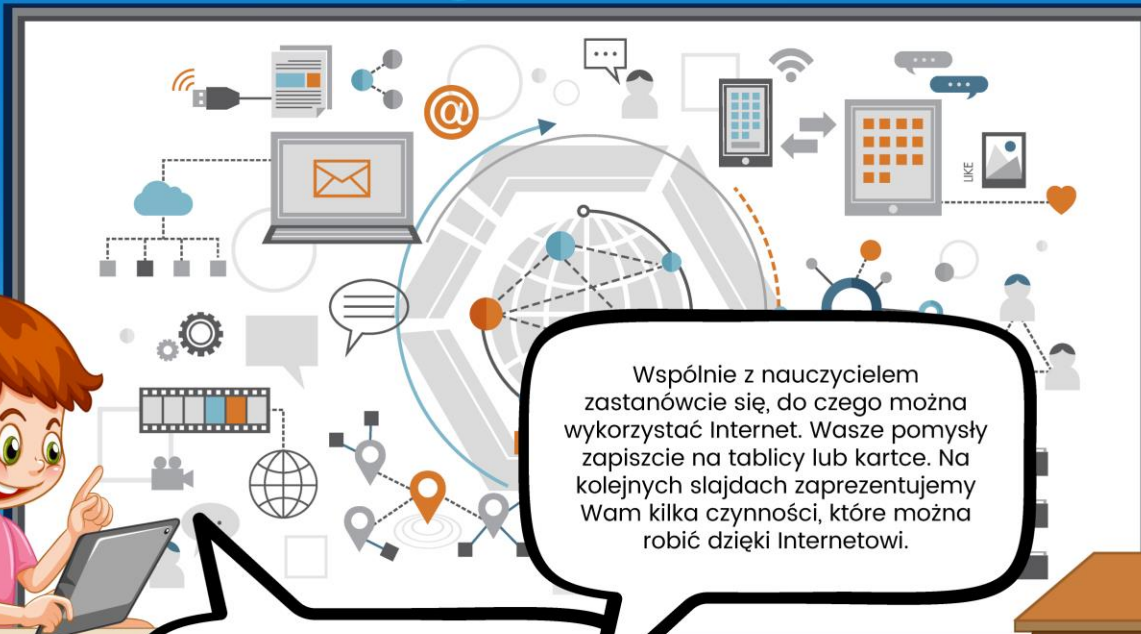 @
LIKE
Wspólnie z nauczycielem
zastanówcie się, do czego można
wykorzystać Internet. Wasze pomysły
zapiszcie na tablicy lub kartce. Na
kolejnych slajdach zaprezentujemy
Wam kilka czynności, które można
robić dzięki Internetowi.